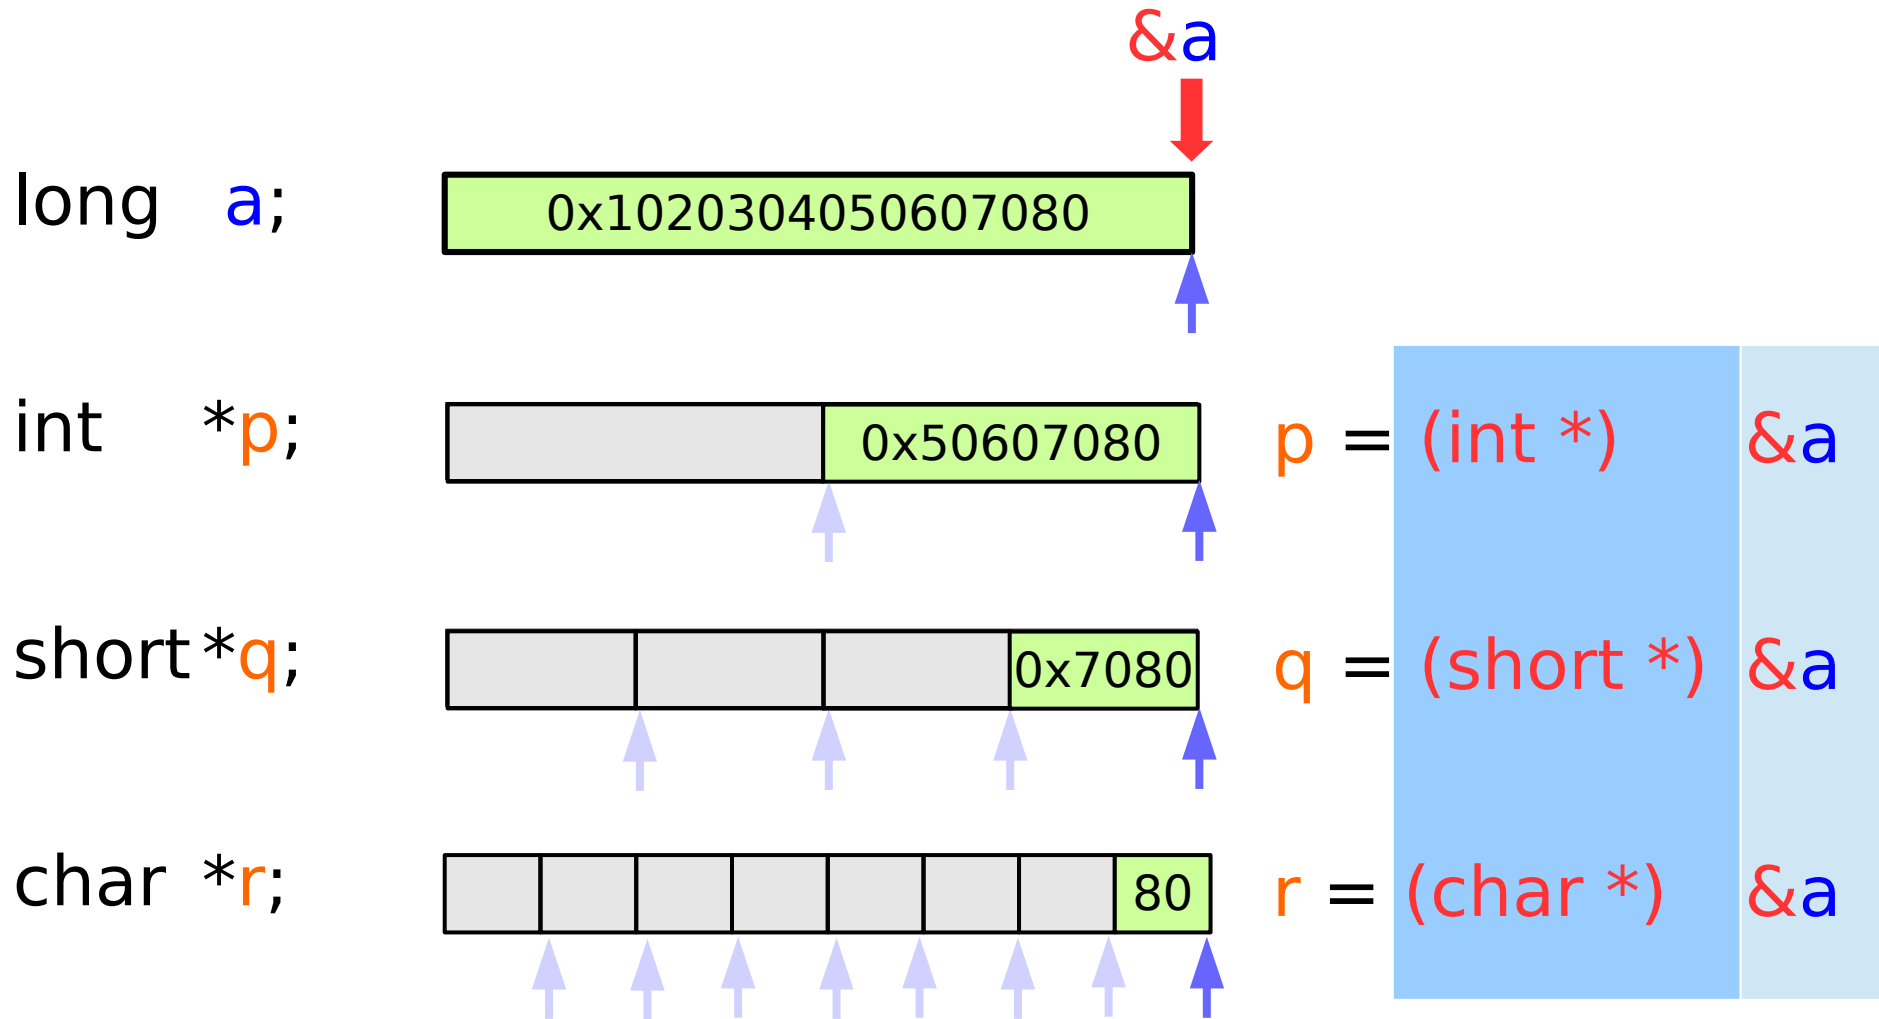 &a
long a; 0x1020304050607080
int *p; 0x50607080 p = (int *) &a
short *q; 0x7080 q = (short *) &a
char *r; 80 r = (char *) &a